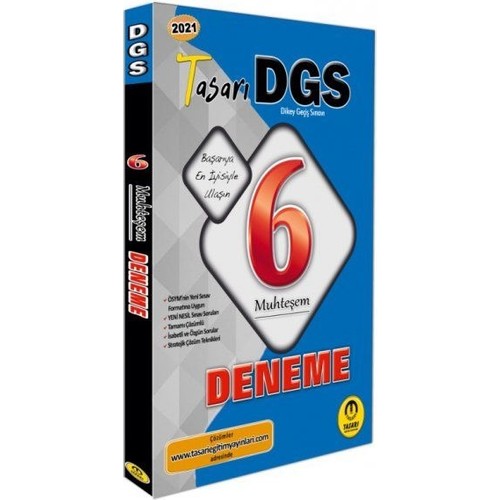 DGS
6
Muhteşem
DENEME
2021
Tasarı DGS
Dikey Geçiş Sınavı
Başarıya
En İyisiyle
Ulaşın
6
Muhteşem
• ÖSYM'nin Yeni Sınav
Formatına Uygun
• YENİ NESİL Sınav Soruları
• Tamamı Çözümlü
• İsabetli ve Özgün Sorular
• Stratejik Çözüm Teknikleri
DENEME
Çözümler
www.tasariegitimyayinlari.com
adresinde
TASARI